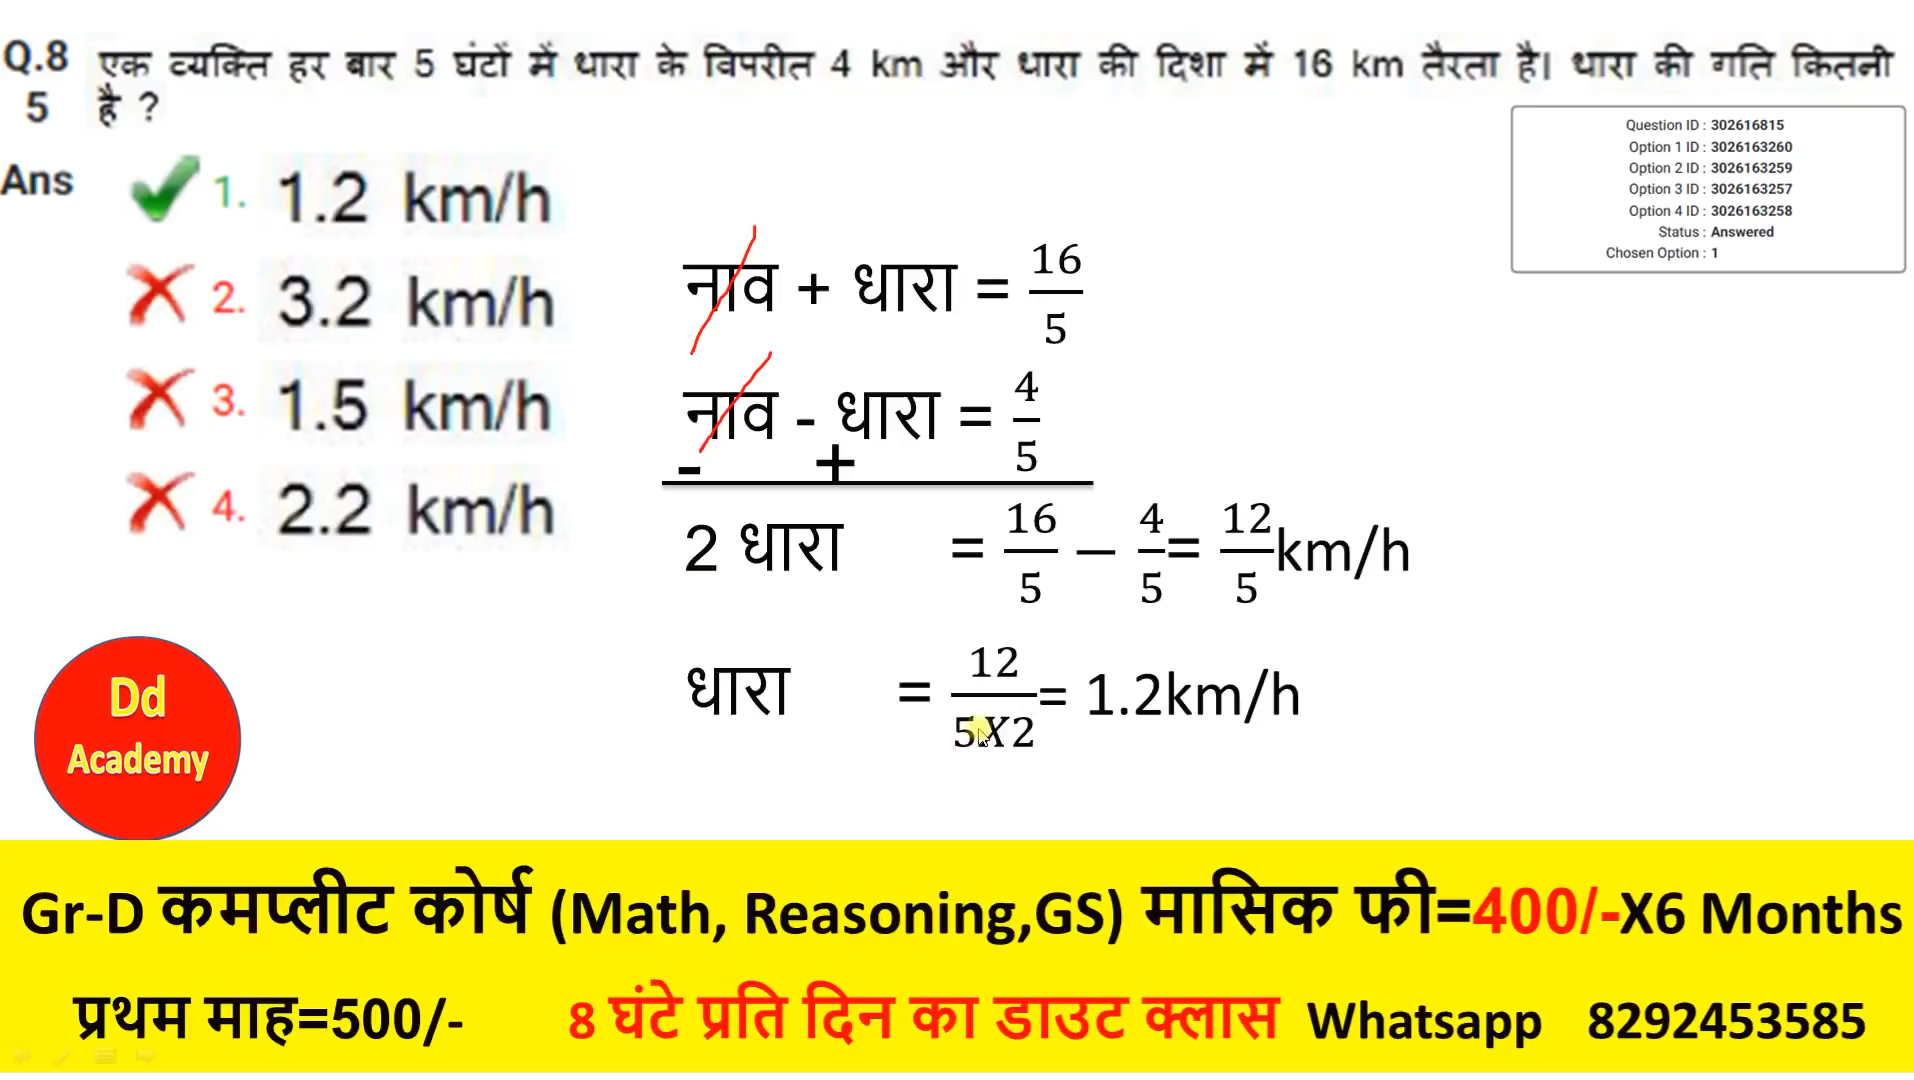 Q.8 एक व्यक्ति हर बार 5 घंटों में धारा के विपरीत 4 km और धारा की दिशा में 16 km तैरता है। धारा की गति कितनी
5 है ?
Question ID : 302616815
Option 1 ID : 3026163260
Option 2 ID : 3026163259
Option 3 ID : 3026163257
Option 4 ID : 3026163258
Status : Answered
Chosen Option : 1
Ans 1. 1.2 km/h
2. 3.2 km/h
3. 1.5 km/h
4. 2.2 km/h
नाव + धारा = 16/5
नाव - धारा = 4/5
- +
2 धारा = 16/5 − 4/5 = 12/5 km/h
धारा = 12/5X2 = 1.2km/h
Dd
Academy
Gr-D कमप्लीट कोर्ष (Math, Reasoning,GS) मासिक फी=400/-X6 Months
प्रथम माह=500/- 8 घंटे प्रति दिन का डाउट क्लास Whatsapp 8292453585